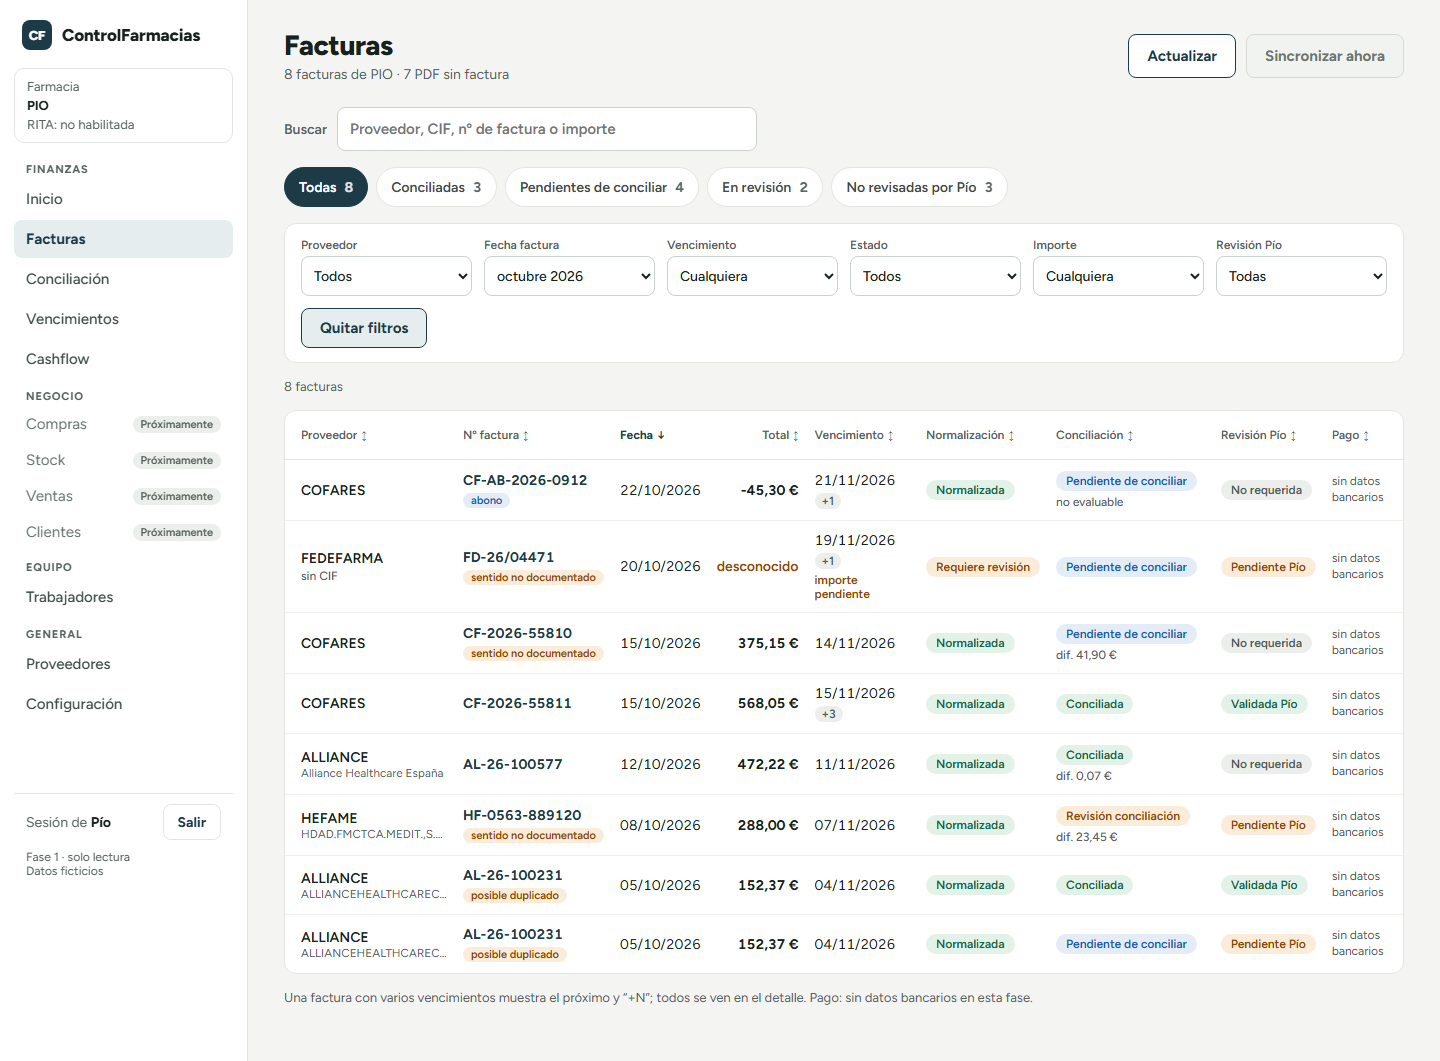 CF ControlFarmacias
Farmacia
PIO
RITA: no habilitada
FINANZAS
Inicio
Facturas
Conciliación
Vencimientos
Cashflow
NEGOCIO
Compras Próximamente
Stock Próximamente
Ventas Próximamente
Clientes Próximamente
EQUIPO
Trabajadores
GENERAL
Proveedores
Configuración
Sesión de Pío Salir
Fase 1 · solo lectura
Datos ficticios
Facturas
8 facturas de PIO · 7 PDF sin factura
Actualizar Sincronizar ahora
Buscar Proveedor, CIF, nº de factura o importe
Todas 8 Conciliadas 3 Pendientes de conciliar 4 En revisión 2 No revisadas por Pío 3
Proveedor Fecha factura Vencimiento Estado Importe Revisión Pío
Todos octubre 2026 Cualquiera Todos Cualquiera Todas
Quitar filtros
8 facturas
Proveedor ↕ Nº factura ↕ Fecha ↓ Total ↕ Vencimiento ↕ Normalización ↕ Conciliación ↕ Revisión Pío ↕ Pago ↕
COFARES CF-AB-2026-0912 abono 22/10/2026 -45,30 € 21/11/2026 +1 Normalizada Pendiente de conciliar no evaluable No requerida sin datos bancarios
FEDEFARMA sin CIF FD-26/04471 sentido no documentado 20/10/2026 desconocido 19/11/2026 +1 importe pendiente Requiere revisión Pendiente de conciliar Pendiente Pío sin datos bancarios
COFARES CF-2026-55810 sentido no documentado 15/10/2026 375,15 € 14/11/2026 Normalizada Pendiente de conciliar dif. 41,90 € No requerida sin datos bancarios
COFARES CF-2026-55811 15/10/2026 568,05 € 15/11/2026 +3 Normalizada Conciliada Validada Pío sin datos bancarios
ALLIANCE Alliance Healthcare España AL-26-100577 12/10/2026 472,22 € 11/11/2026 Normalizada Conciliada dif. 0,07 € No requerida sin datos bancarios
HEFAME HDAD.FMCTCA.MEDIT.,S.... HF-0563-889120 sentido no documentado 08/10/2026 288,00 € 07/11/2026 Normalizada Revisión conciliación dif. 23,45 € Pendiente Pío sin datos bancarios
ALLIANCE ALLIANCEHEALTHCAREC... AL-26-100231 posible duplicado 05/10/2026 152,37 € 04/11/2026 Normalizada Conciliada Validada Pío sin datos bancarios
ALLIANCE ALLIANCEHEALTHCAREC... AL-26-100231 posible duplicado 05/10/2026 152,37 € 04/11/2026 Normalizada Pendiente de conciliar Pendiente Pío sin datos bancarios
Una factura con varios vencimientos muestra el próximo y “+N”; todos se ven en el detalle. Pago: sin datos bancarios en esta fase.